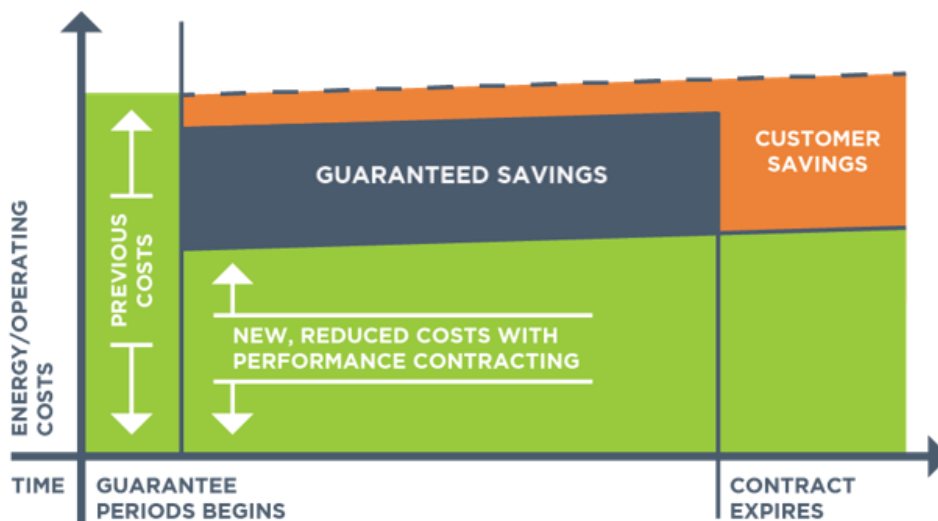 ENERGY/OPERATING
COSTS
PREVIOUS
COSTS
GUARANTEED SAVINGS
CUSTOMER
SAVINGS
NEW, REDUCED COSTS WITH
PERFORMANCE CONTRACTING
TIME
GUARANTEE
PERIODS BEGINS
CONTRACT
EXPIRES